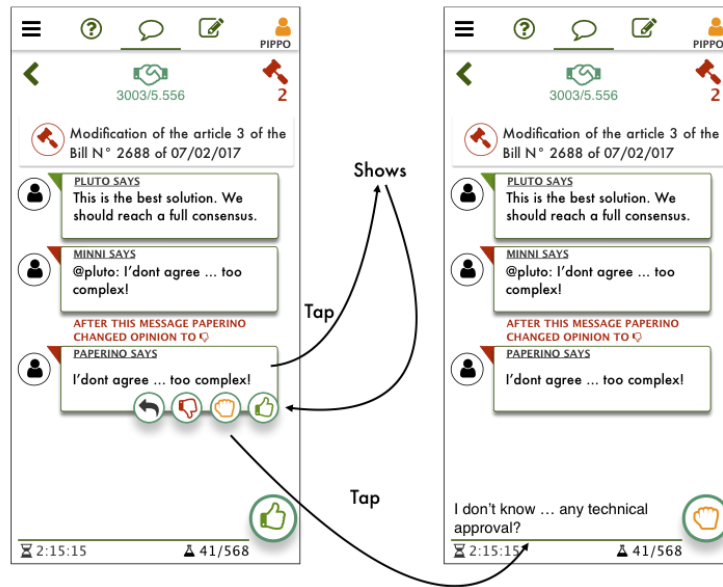 PIPPO
3003/5.556
2
Modification of the article 3 of the
Bill N° 2688 of 07/02/017
PLUTO SAYS
This is the best solution. We
should reach a full consensus.
MINNI SAYS
@pluto: I'dont agree ... too
complex!
AFTER THIS MESSAGE PAPERINO
CHANGED OPINION TO
PAPERINO SAYS
I'dont agree ... too complex!
2:15:15
41/568
Shows
Tap
Tap
PIPPO
3003/5.556
2
Modification of the article 3 of the
Bill N° 2688 of 07/02/017
PLUTO SAYS
This is the best solution. We
should reach a full consensus.
MINNI SAYS
@pluto: I'dont agree ... too
complex!
AFTER THIS MESSAGE PAPERINO
CHANGED OPINION TO
PAPERINO SAYS
I'dont agree ... too complex!
I don't know ... any technical
approval?
2:15:15
41/568